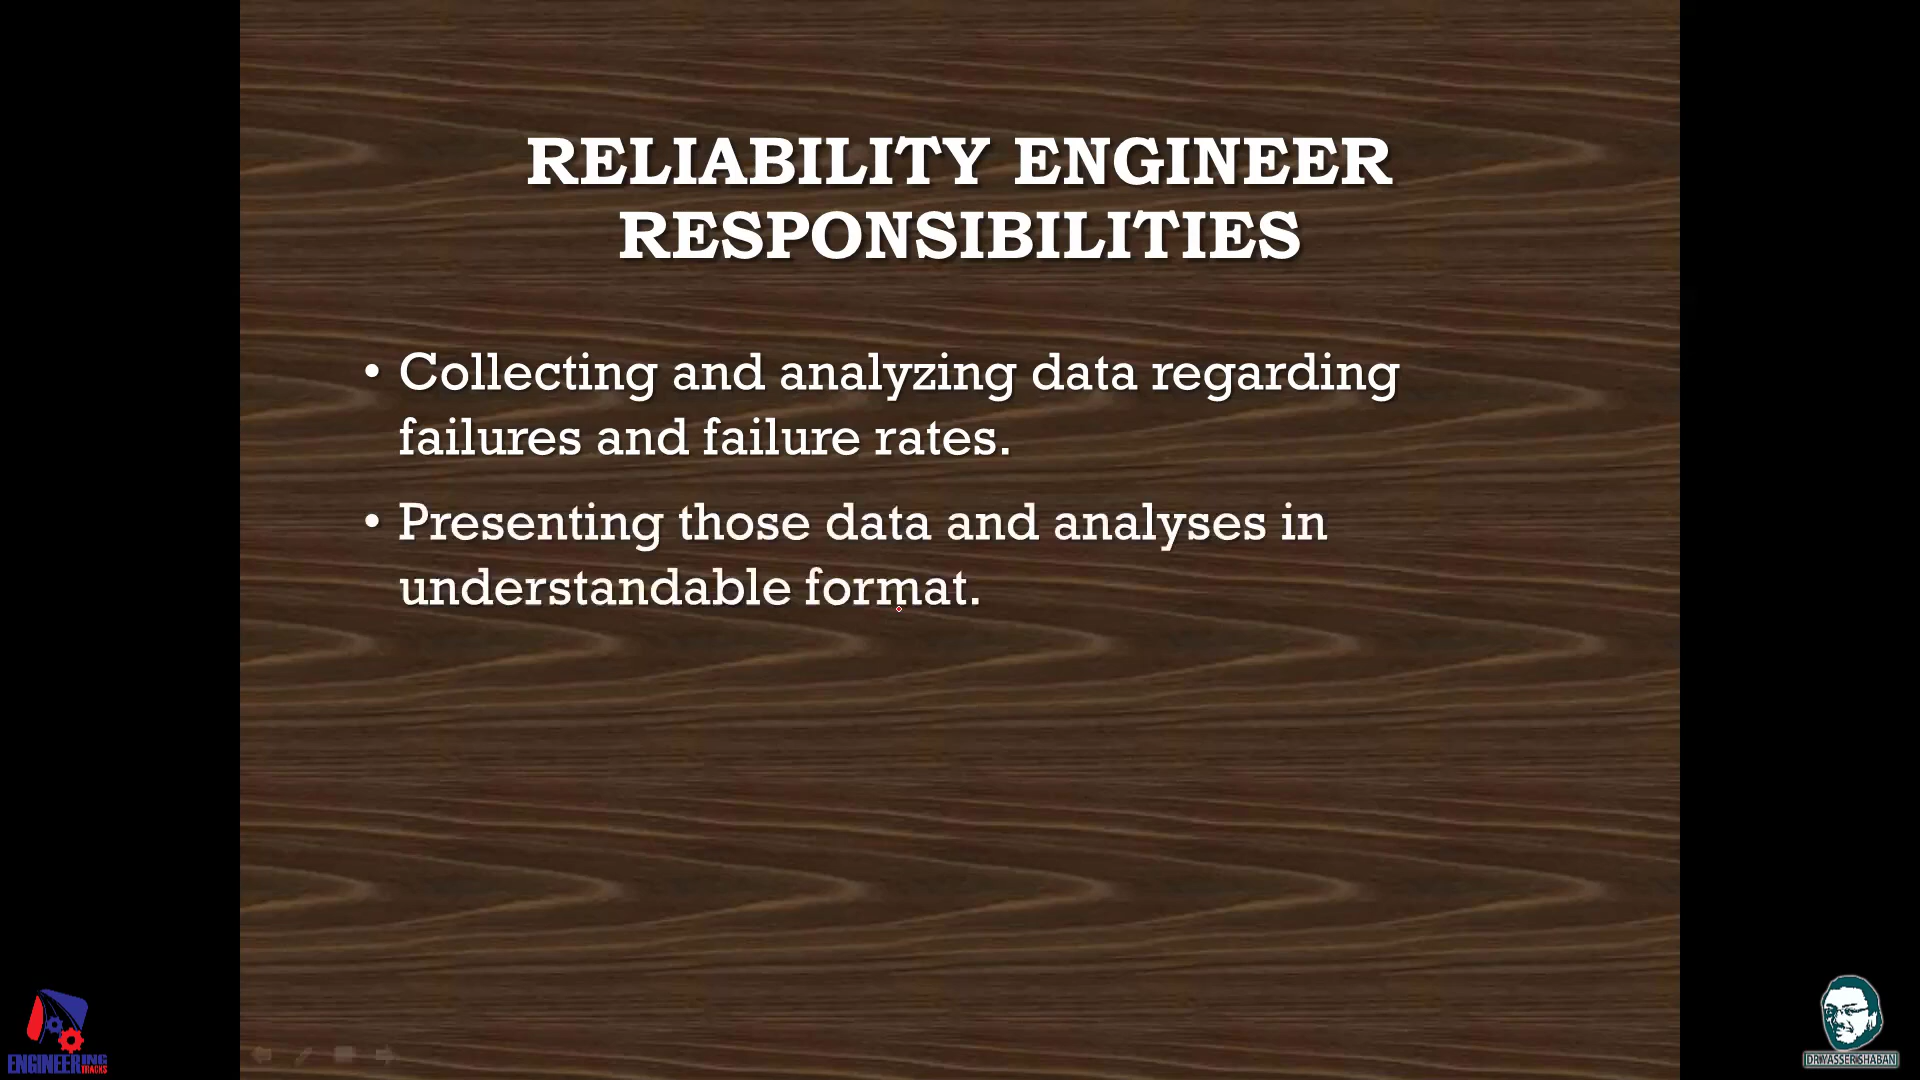 RELIABILITY ENGINEER
RESPONSIBILITIES
• Collecting and analyzing data regarding
failures and failure rates.
• Presenting those data and analyses in
understandable format.
ENGINEERING
TRACKS
DR.YASSER SHABAN